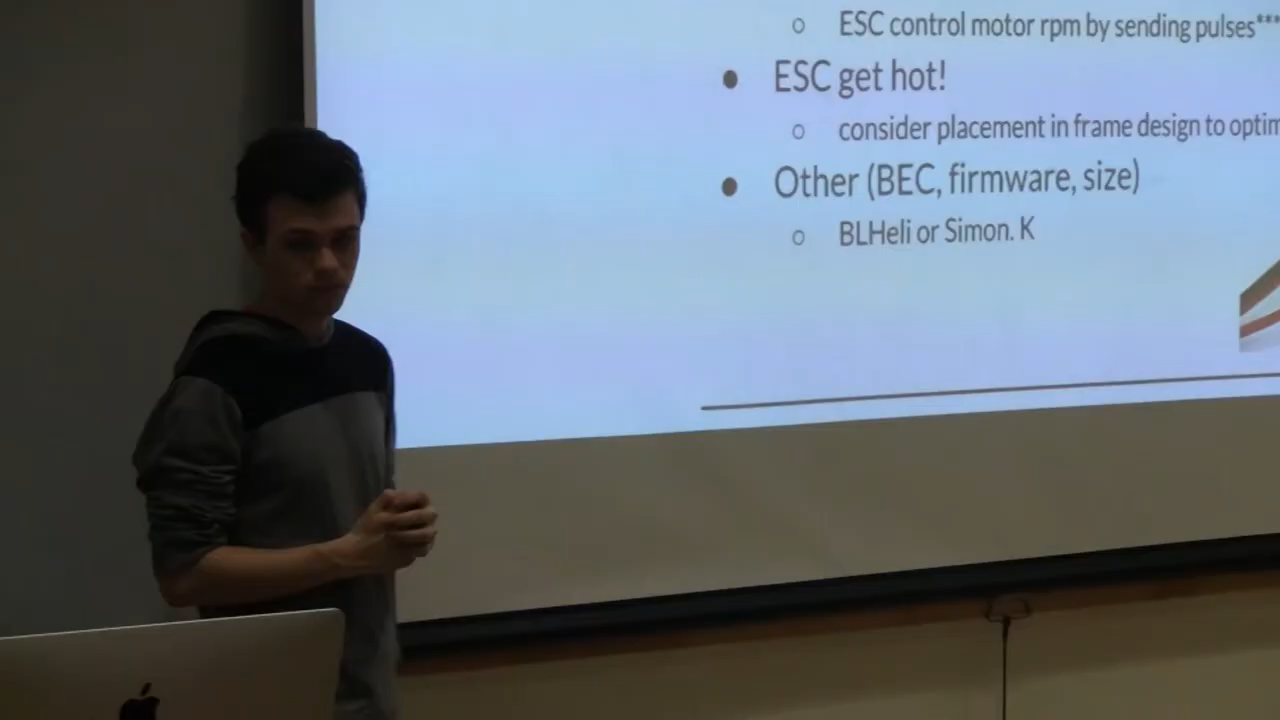 ESC control motor rpm by sending pulses***
ESC get hot!
consider placement in frame design to optim
Other (BEC, firmware, size)
BLHeli or Simon. K